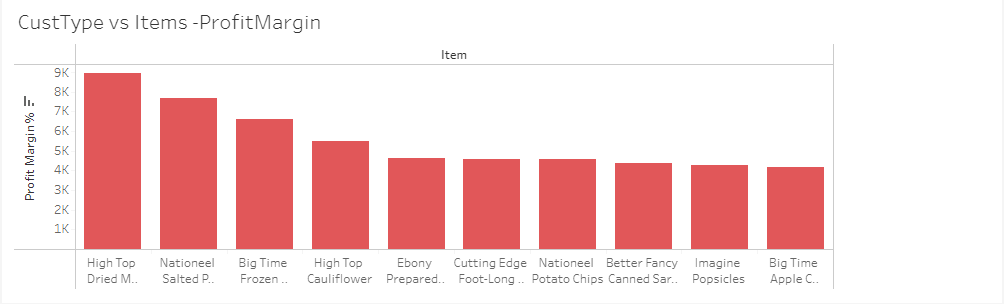 CustType vs Items -ProfitMargin
Item
Profit Margin %
9K
8K
7K
6K
5K
4K
3K
2K
1K
High Top
Dried M..
Nationeel
Salted P..
Big Time
Frozen ..
High Top
Cauliflower
Ebony
Prepared..
Cutting Edge
Foot-Long ..
Nationeel
Potato Chips
Better Fancy
Canned Sar..
Imagine
Popsicles
Big Time
Apple C..